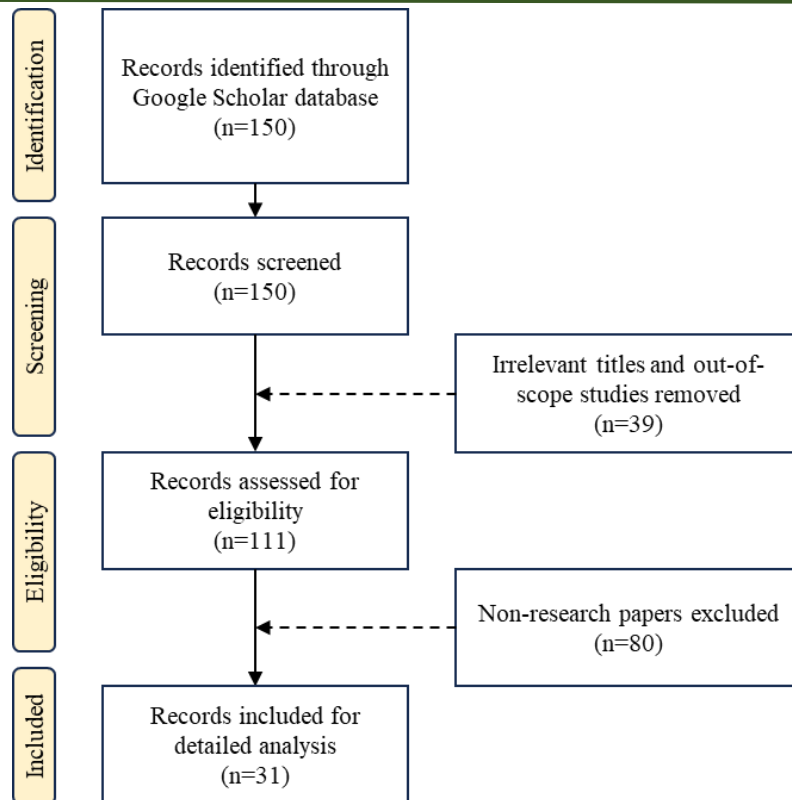 Identification
Records identified through
Google Scholar database
(n=150)
Screening
Records screened
(n=150)
Irrelevant titles and out-of-
scope studies removed
(n=39)
Eligibility
Records assessed for
eligibility
(n=111)
Non-research papers excluded
(n=80)
Included
Records included for
detailed analysis
(n=31)